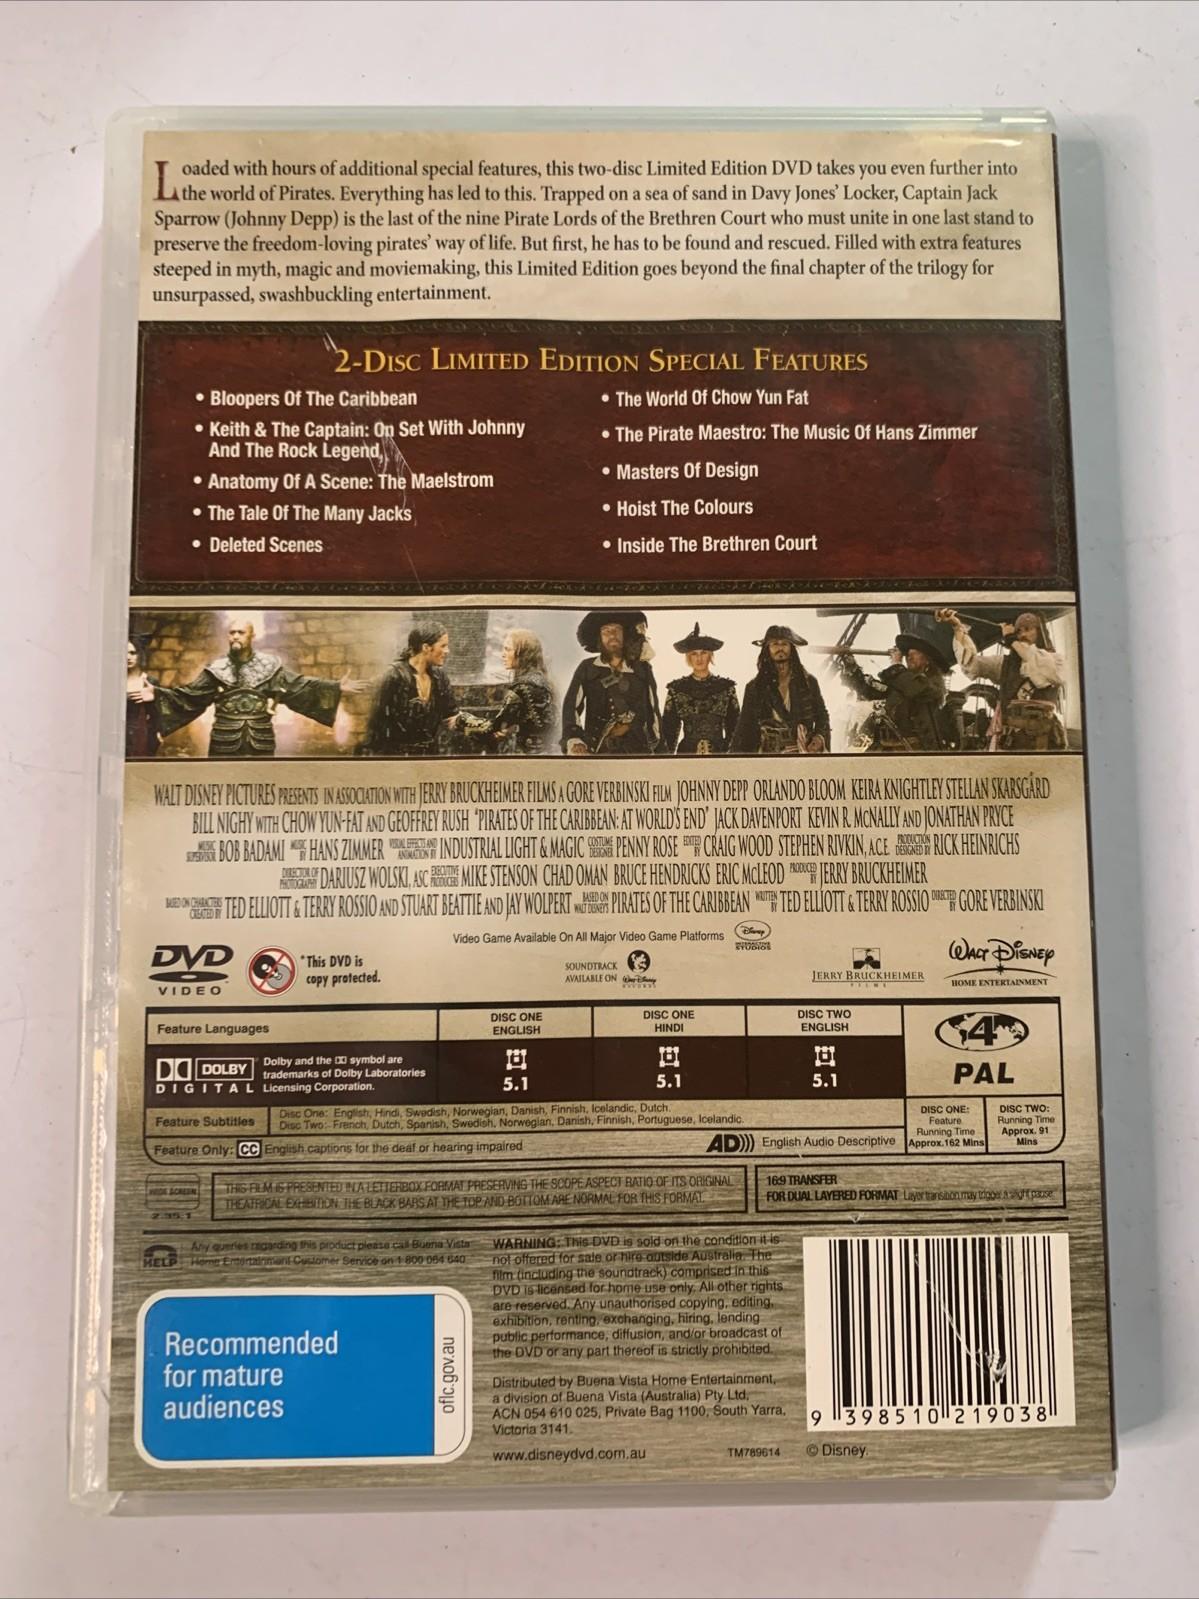 Loaded with hours of additional special features, this two-disc Limited Edition DVD takes you even further into
the world of Pirates. Everything has led to this. Trapped on a sea of sand in Davy Jones' Locker, Captain Jack
Sparrow (Johnny Depp) is the last of the nine Pirate Lords of the Brethren Court who must unite in one last stand to
preserve the freedom-loving pirates' way of life. But first, he has to be found and rescued. Filled with extra features
steeped in myth, magic and moviemaking, this Limited Edition goes beyond the final chapter of the trilogy for
unsurpassed, swashbuckling entertainment.
2-Disc Limited Edition Special Features
• Bloopers Of The Caribbean
• Keith & The Captain: On Set With Johnny
And The Rock Legend
• Anatomy Of A Scene: The Maelstrom
• The Tale Of The Many Jacks
• Deleted Scenes
• The World Of Chow Yun Fat
• The Pirate Maestro: The Music Of Hans Zimmer
• Masters Of Design
• Hoist The Colours
• Inside The Brethren Court
WALT DISNEY PICTURES PRESENTS IN ASSOCIATION WITH JERRY BRUCKHEIMER FILMS A GORE VERBINSKI FILM JOHNNY DEPP ORLANDO BLOOM KEIRA KNIGHTLEY STELLAN SKARSGÅRD
BILL NIGHY WITH CHOW YUN-FAT AND GEOFFREY RUSH "PIRATES OF THE CARIBBEAN: AT WORLD'S END" JACK DAVENPORT KEVIN R. McNALLY AND JONATHAN PRYCE
MUSIC SUPERVISOR BOB BADAMI MUSIC BY HANS ZIMMER VISUAL EFFECTS AND ANIMATION BY INDUSTRIAL LIGHT & MAGIC COSTUME DESIGNER PENNY ROSE EDITED BY CRAIG WOOD STEPHEN RIVKIN, A.C.E. PRODUCTION DESIGNED BY RICK HEINRICHS
DIRECTOR OF PHOTOGRAPHY DARIUSZ WOLSKI, ASC EXECUTIVE PRODUCERS MIKE STENSON CHAD OMAN BRUCE HENDRICKS ERIC McLEOD PRODUCED BY JERRY BRUCKHEIMER
BASED ON CHARACTERS CREATED BY TED ELLIOTT & TERRY ROSSIO AND STUART BEATTIE AND JAY WOLPERT BASED ON WALT DISNEY'S PIRATES OF THE CARIBBEAN WRITTEN BY TED ELLIOTT & TERRY ROSSIO DIRECTED BY GORE VERBINSKI
Video Game Available On All Major Video Game Platforms
Disney
INTERACTIVE
STUDIOS
DVD
VIDEO
*This DVD is
copy protected.
SOUNDTRACK
AVAILABLE ON
Walt Disney
RECORDS
JERRY BRUCKHEIMER
FILMS
Walt Disney
HOME ENTERTAINMENT
Feature Languages
DISC ONE
ENGLISH
DISC ONE
HINDI
DISC TWO
ENGLISH
DOLBY
DIGITAL
Dolby and the symbol are
trademarks of Dolby Laboratories
Licensing Corporation.
5.1
5.1
5.1
4
PAL
Feature Subtitles
Disc One: English, Hindi, Swedish, Norwegian, Danish, Finnish, Icelandic, Dutch.
Disc Two: French, Dutch, Spanish, Swedish, Norwegian, Danish, Finnish, Portuguese, Icelandic.
DISC ONE:
Feature
Running Time
Approx.162 Mins
DISC TWO:
Running Time
Approx. 91
Mins
Feature Only: CC English captions for the deaf or hearing impaired
AD))) English Audio Descriptive
WIDE SCREEN
2.35:1
THIS FILM IS PRESENTED IN A LETTERBOX FORMAT PRESERVING THE SCOPE ASPECT RATIO OF ITS ORIGINAL
THEATRICAL EXHIBITION. THE BLACK BARS AT THE TOP AND BOTTOM ARE NORMAL FOR THIS FORMAT.
16:9 TRANSFER
FOR DUAL LAYERED FORMAT Layer transition may trigger a slight pause.
HELP
Any queries regarding this product please call Buena Vista
Home Entertainment Customer Service on 1 800 064 640
WARNING: This DVD is sold on the condition it is
not offered for sale or hire outside Australia. The
film (including the soundtrack) comprised in this
DVD is licensed for home use only. All other rights
are reserved. Any unauthorised copying, editing,
exhibition, renting, exchanging, hiring, lending
public performance, diffusion, and/or broadcast of
the DVD or any part thereof is strictly prohibited.
Distributed by Buena Vista Home Entertainment,
a division of Buena Vista (Australia) Pty Ltd,
ACN 054 610 025, Private Bag 1100, South Yarra,
Victoria 3141.
www.disneydvd.com.au
TM789614
© Disney.
Recommended
for mature
audiences
oflc.gov.au
9 398510 219038